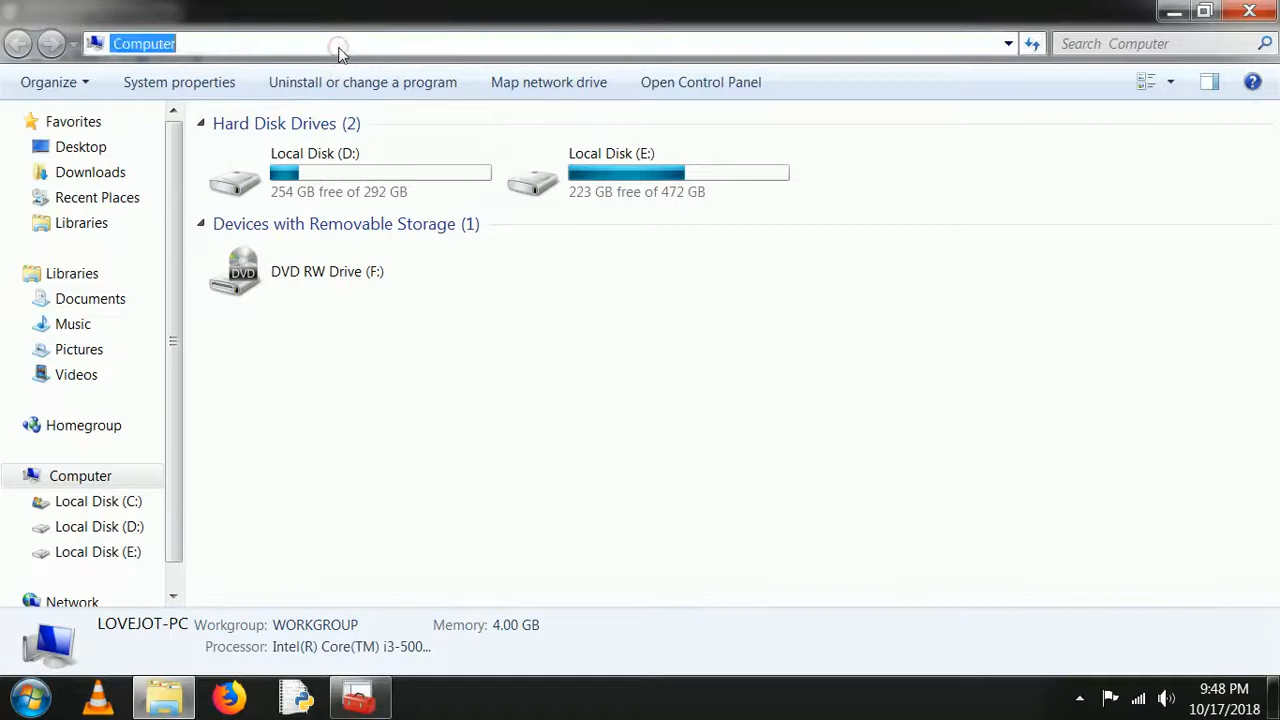 Computer
Search Computer
Organize
System properties
Uninstall or change a program
Map network drive
Open Control Panel
Favorites
Desktop
Downloads
Recent Places
Libraries
Libraries
Documents
Music
Pictures
Videos
Homegroup
Computer
Local Disk (C:)
Local Disk (D:)
Local Disk (E:)
Network
Hard Disk Drives (2)
Local Disk (D:)
254 GB free of 292 GB
Local Disk (E:)
223 GB free of 472 GB
Devices with Removable Storage (1)
DVD
DVD RW Drive (F:)
LOVEJOT-PC
Workgroup: WORKGROUP
Memory: 4.00 GB
Processor: Intel(R) Core(TM) i3-500...
9:48 PM
10/17/2018